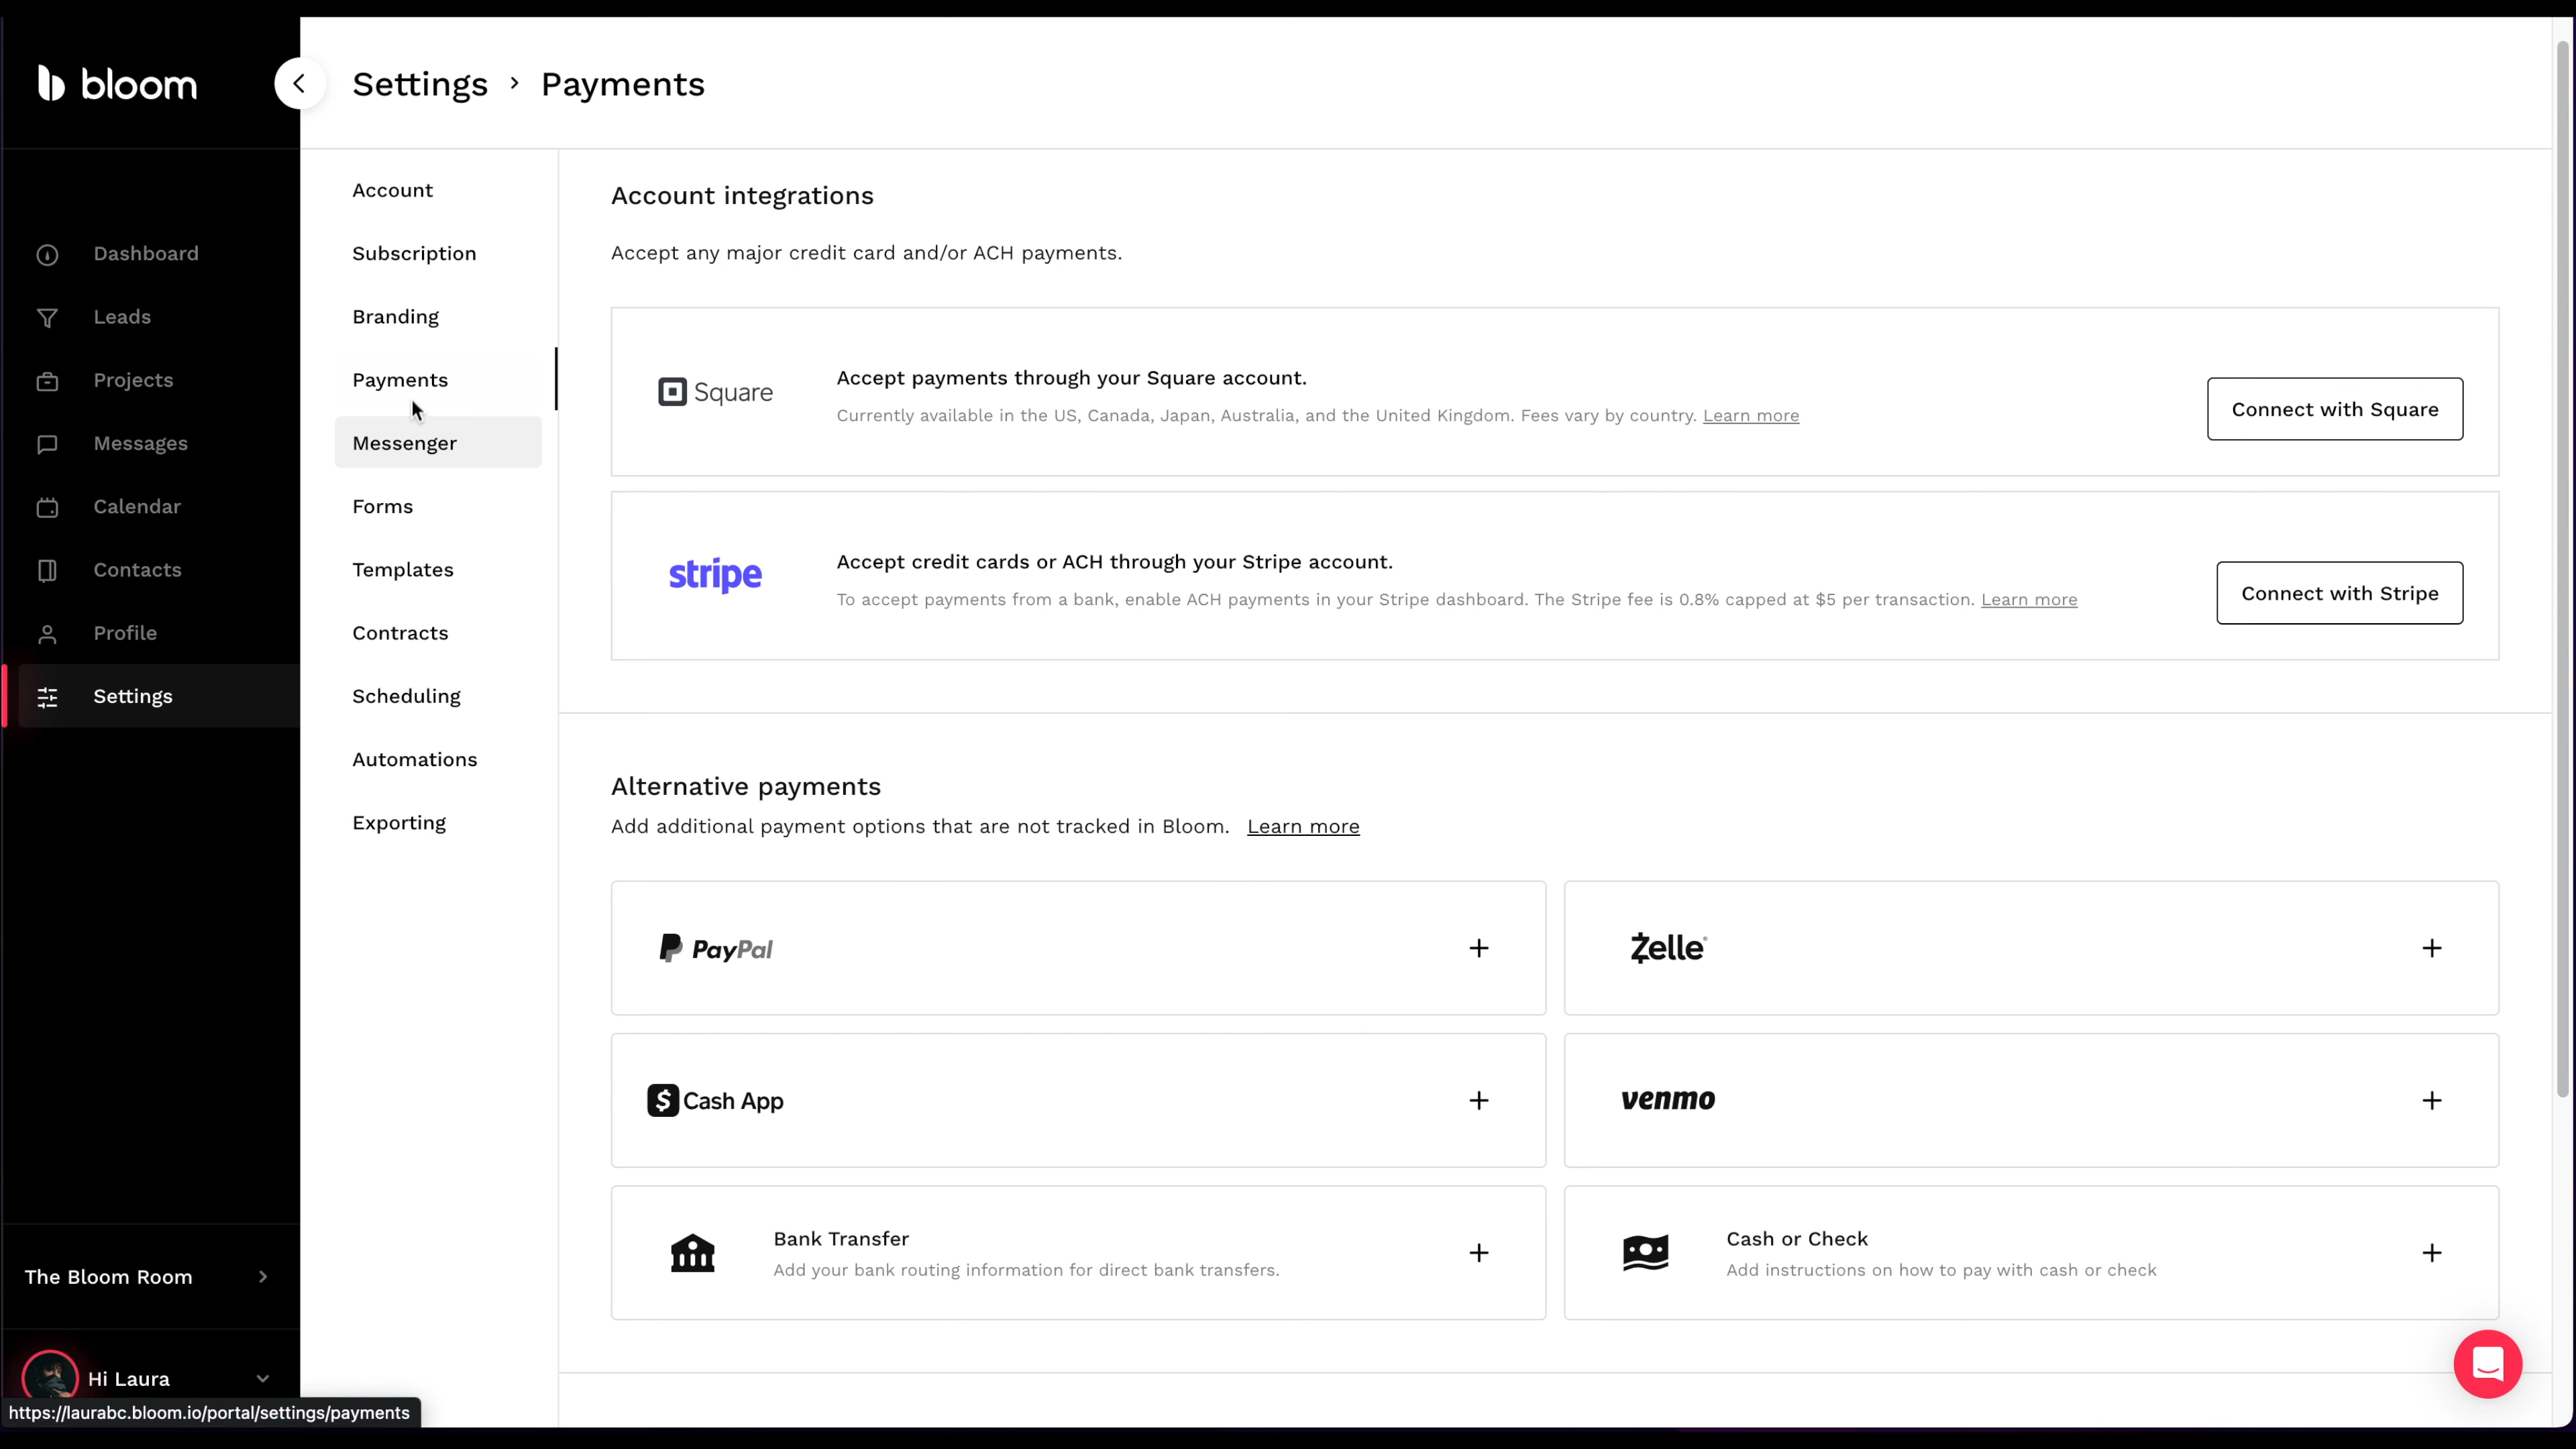 bloom
Settings > Payments
Dashboard
Leads
Projects
Messages
Calendar
Contacts
Profile
Settings
The Bloom Room
Hi Laura
https://laurabc.bloom.io/portal/settings/payments
Account
Subscription
Branding
Payments
Messenger
Forms
Templates
Contracts
Scheduling
Automations
Exporting
Account integrations
Accept any major credit card and/or ACH payments.
Square
Accept payments through your Square account.
Currently available in the US, Canada, Japan, Australia, and the United Kingdom. Fees vary by country. Learn more
Connect with Square
stripe
Accept credit cards or ACH through your Stripe account.
To accept payments from a bank, enable ACH payments in your Stripe dashboard. The Stripe fee is 0.8% capped at $5 per transaction. Learn more
Connect with Stripe
Alternative payments
Add additional payment options that are not tracked in Bloom. Learn more
PayPal
Zelle
Cash App
venmo
Bank Transfer
Add your bank routing information for direct bank transfers.
Cash or Check
Add instructions on how to pay with cash or check